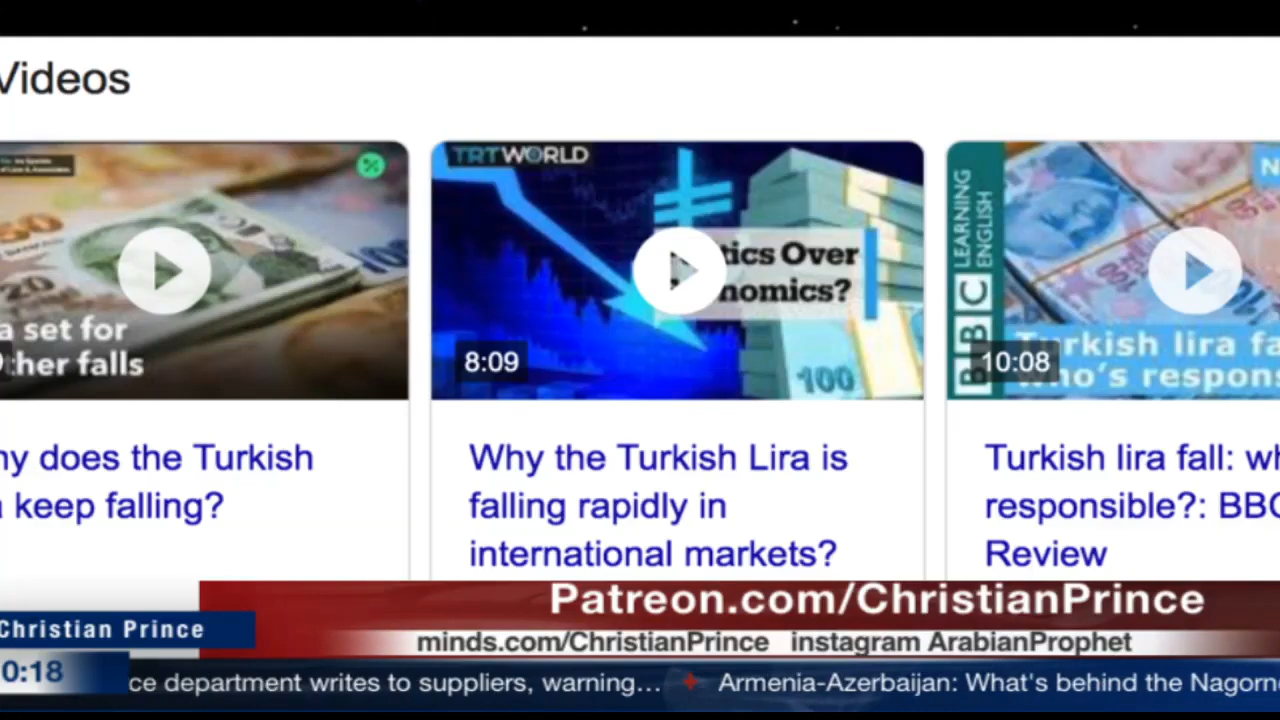 Videos
TRTWORLD
tics Over
nomics?
8:09
100
a set for
ther falls
LEARNING
ENGLISH
BBC
10:08
rkish lira fa
who's respons
hy does the Turkish
keep falling?
Why the Turkish Lira is
falling rapidly in
international markets?
Turkish lira fall: wh
responsible?: BBC
Review
Patreon.com/ChristianPrince
Christian Prince
minds.com/ChristianPrince instagram ArabianProphet
0:18
ce department writes to suppliers, warning... Armenia-Azerbaijan: What's behind the Nagorno